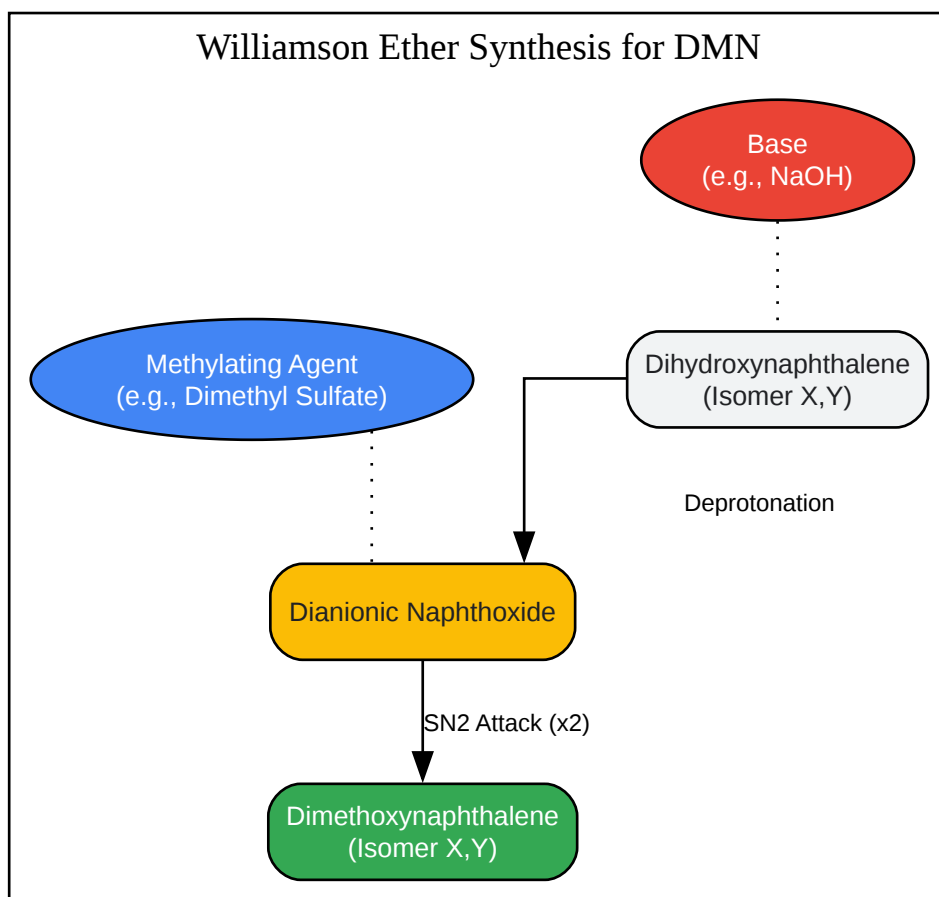 Williamson Ether Synthesis for DMN
Base
(e.g., NaOH)
Methylating Agent
(e.g., Dimethyl Sulfate)
Dihydroxynaphthalene
(Isomer X,Y)
Deprotonation
Dianionic Naphthoxide
SN2 Attack (x2)
Dimethoxynaphthalene
(Isomer X,Y)